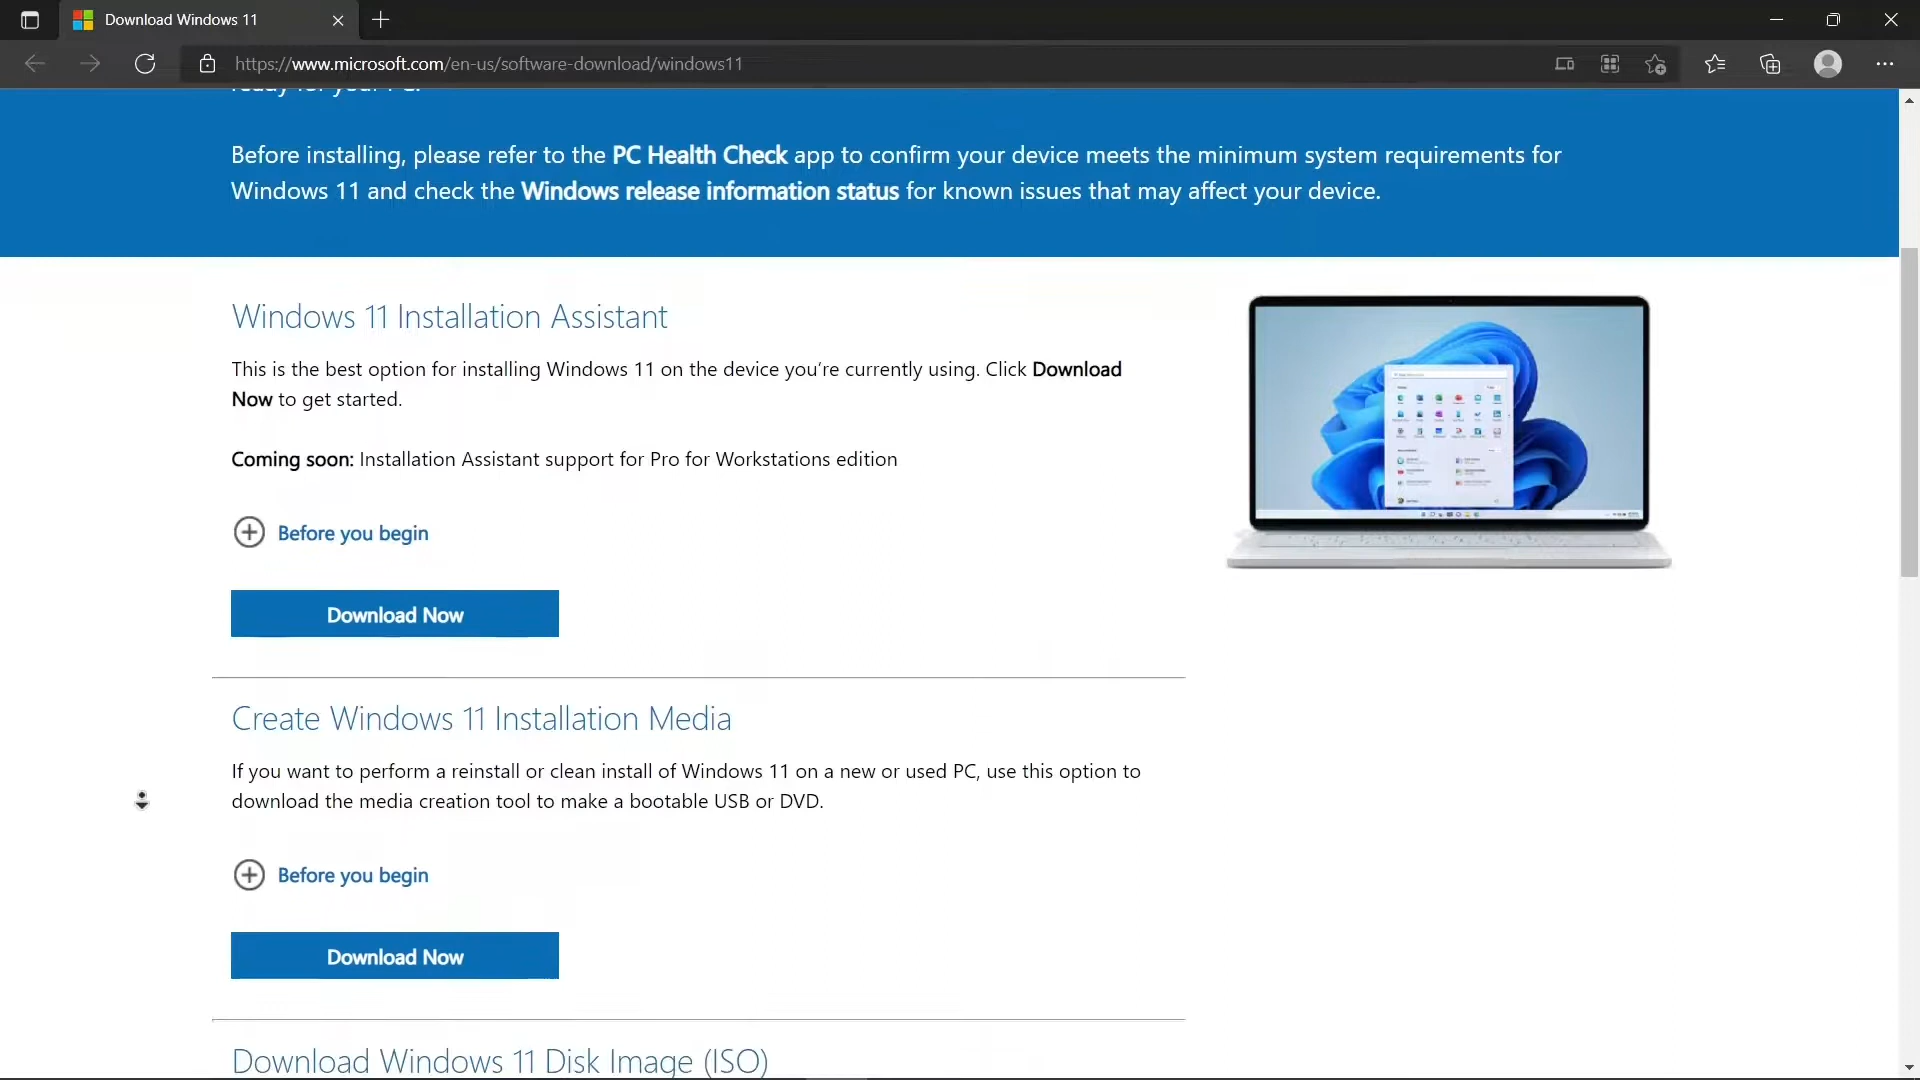 Download Windows 11
https://www.microsoft.com/en-us/software-download/windows11
ready for your PC.
Before installing, please refer to the PC Health Check app to confirm your device meets the minimum system requirements for
Windows 11 and check the Windows release information status for known issues that may affect your device.
Windows 11 Installation Assistant
This is the best option for installing Windows 11 on the device you’re currently using. Click Download
Now to get started.
Coming soon: Installation Assistant support for Pro for Workstations edition
Before you begin
Download Now
Create Windows 11 Installation Media
If you want to perform a reinstall or clean install of Windows 11 on a new or used PC, use this option to
download the media creation tool to make a bootable USB or DVD.
Before you begin
Download Now
Download Windows 11 Disk Image (ISO)